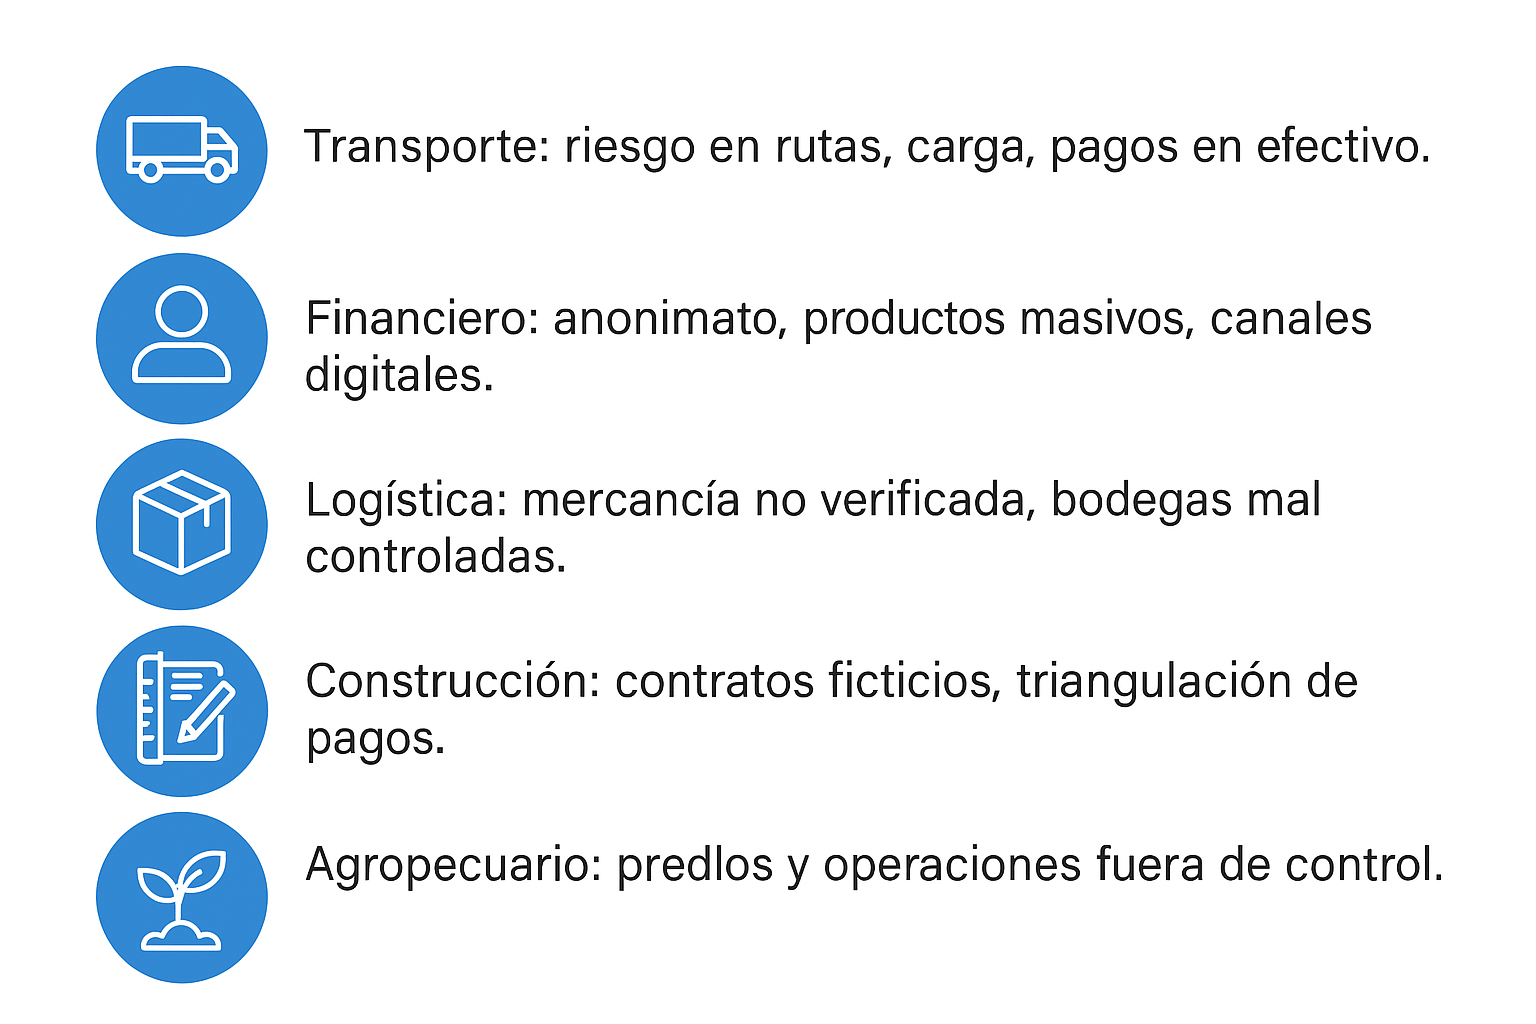 Transporte: riesgo en rutas, carga, pagos en efectivo.
Financiero: anonimato, productos masivos, canales
digitales.
Logística: mercancía no verificada, bodegas mal
controladas.
Construcción: contratos ficticios, triangulación de
pagos.
Agropecuario: predlos y operaciones fuera de control.